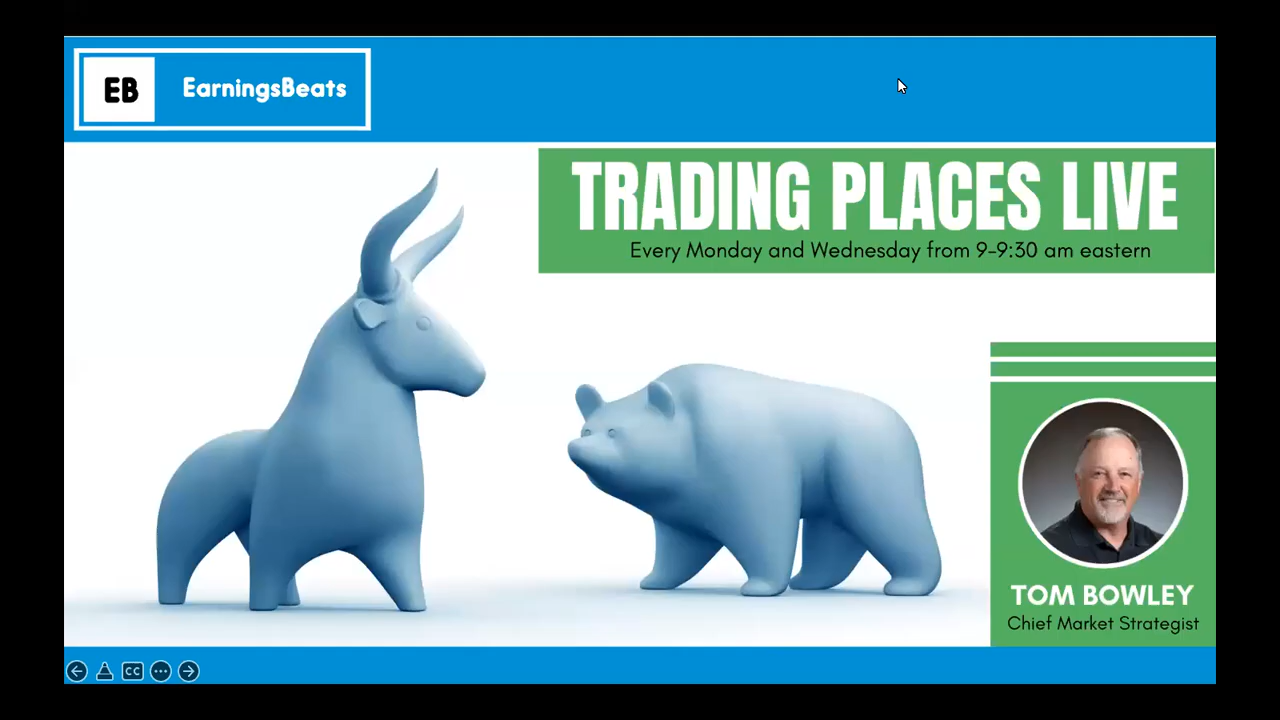 EB
EarningsBeats
TRADING PLACES LIVE
Every Monday and Wednesday from 9-9:30 am eastern
TOM BOWLEY
Chief Market Strategist
CC